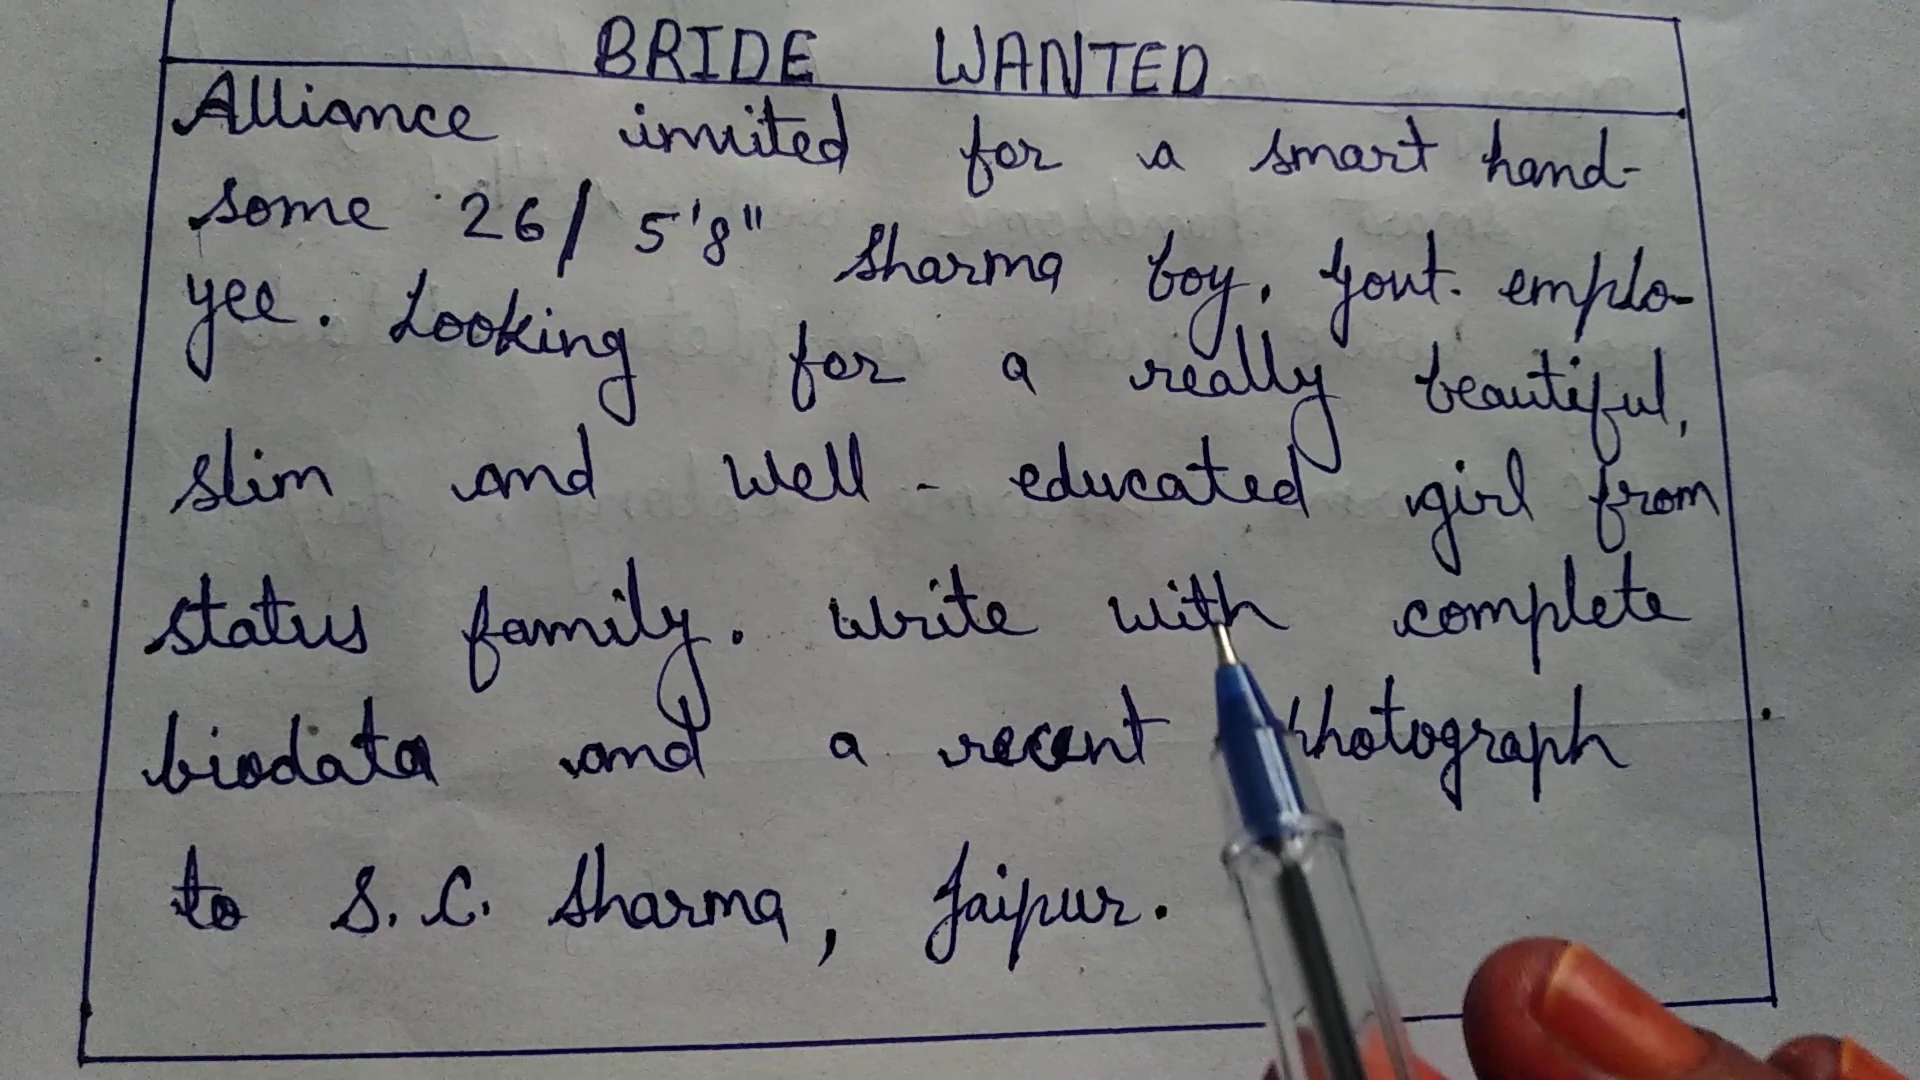 BRIDE WANTED
Alliance invited for a smart hand-
some 26/ 5'8" Sharma boy. Govt. emplo-
yee. Looking for a really beautiful,
slim and well-educated girl from
status family. Write with complete
biodata and a recent Photograph
to S. C. Sharma, Jaipur.